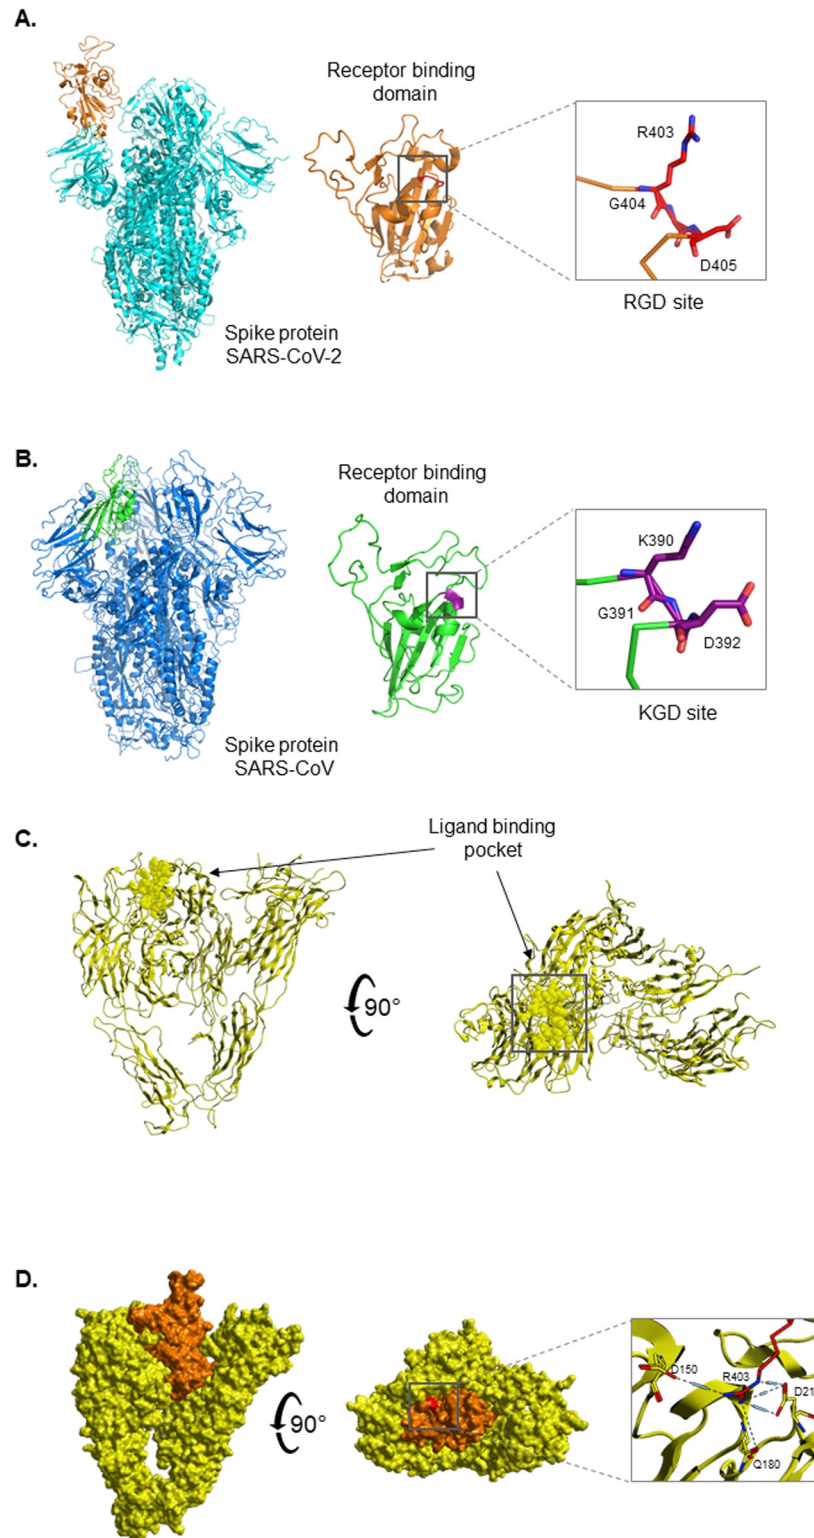 A.
Receptor binding
domain
R403
G404
D405
RGD site
Spike protein
SARS-CoV-2
B.
Receptor binding
domain
K390
G391
D392
KGD site
Spike protein
SARS-CoV
C.
Ligand binding
pocket
90°
D.
90°
D150
R403
D21
Q180